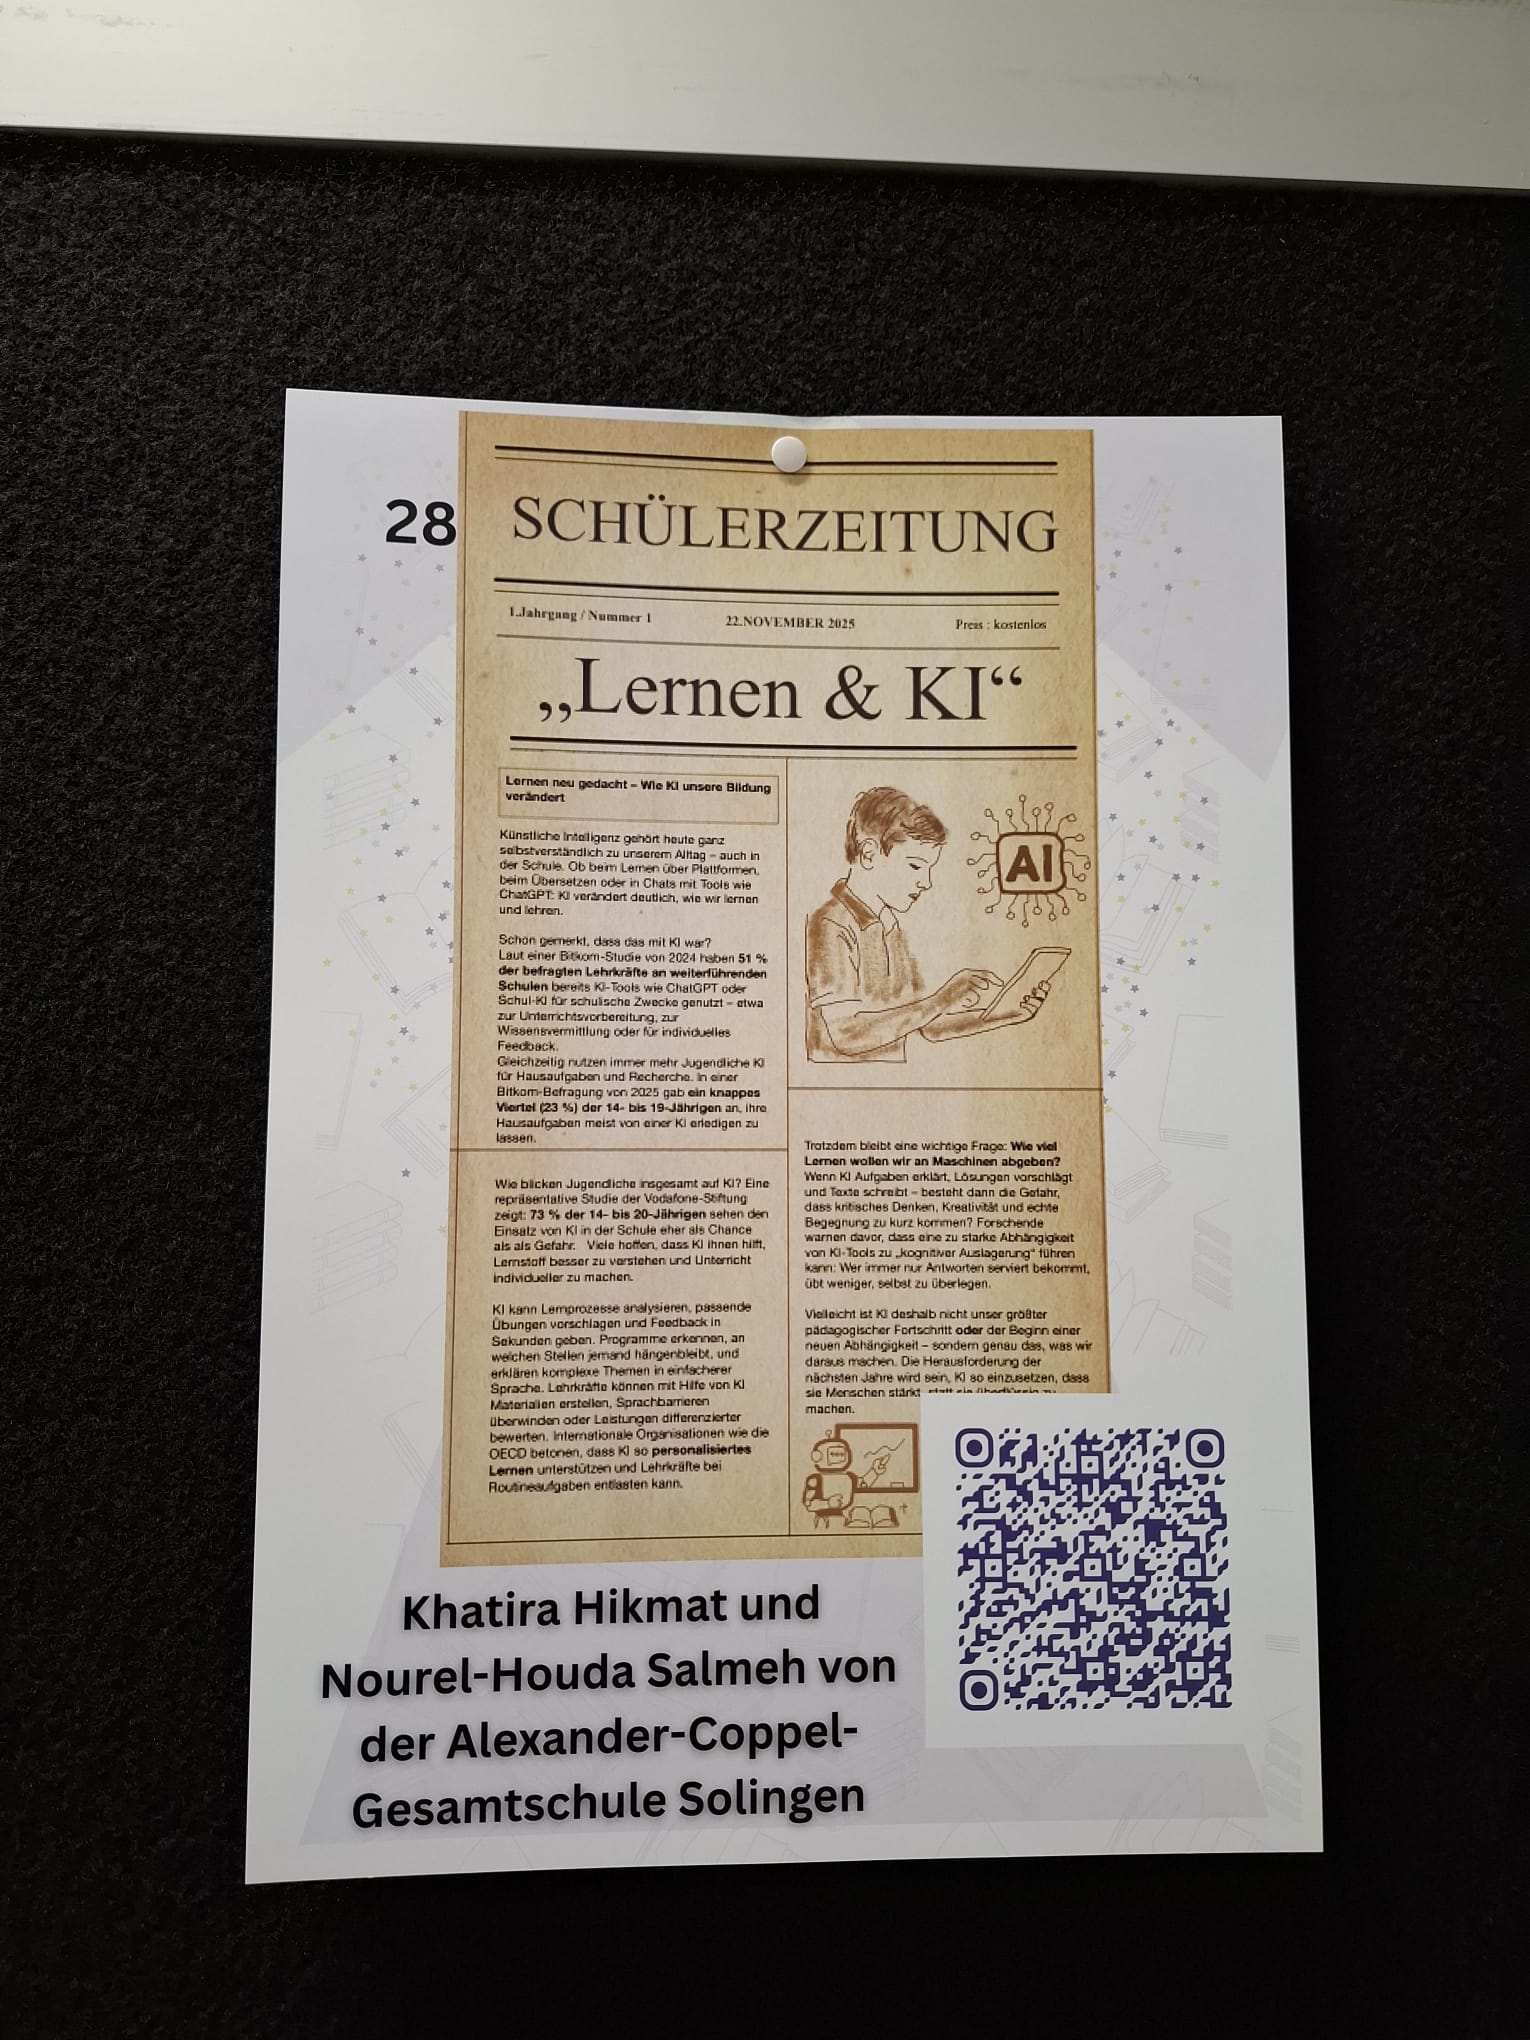 28
SCHÜLERZEITUNG
1.Jahrgang / Nummer 1 22.NOVEMBER 2025 Preis : kostenlos
„Lernen & KI“
Lernen neu gedacht – Wie KI unsere Bildung
verändert
Künstliche Intelligenz gehört heute ganz
selbstverständlich zu unserem Alltag – auch in
der Schule. Ob beim Lernen über Plattformen,
beim Übersetzen oder in Chats mit Tools wie
ChatGPT: KI verändert deutlich, wie wir lernen
und lehren.
Schon gemerkt, dass das mit KI war?
Laut einer Bitkom-Studie von 2024 haben 51 %
der befragten Lehrkräfte an weiterführenden
Schulen bereits KI-Tools wie ChatGPT oder
Schul-KI für schulische Zwecke genutzt – etwa
zur Unterrichtsvorbereitung, zur
Wissensvermittlung oder für individuelles
Feedback.
Gleichzeitig nutzen immer mehr Jugendliche KI
für Hausaufgaben und Recherche. In einer
Bitkom-Befragung von 2025 gab ein knappes
Viertel (23 %) der 14- bis 19-Jährigen an, ihre
Hausaufgaben meist von einer KI erledigen zu
lassen.
Wie blicken Jugendliche insgesamt auf KI? Eine
repräsentative Studie der Vodafone-Stiftung
zeigt: 73 % der 14- bis 20-Jährigen sehen den
Einsatz von KI in der Schule eher als Chance
als als Gefahr. Viele hoffen, dass KI ihnen hilft,
Lernstoff besser zu verstehen und Unterricht
individueller zu machen.
KI kann Lernprozesse analysieren, passende
Übungen vorschlagen und Feedback in
Sekunden geben. Programme erkennen, an
welchen Stellen jemand hängenbleibt, und
erklären komplexe Themen in einfacherer
Sprache. Lehrkräfte können mit Hilfe von KI
Materialien erstellen, Sprachbarrieren
überwinden oder Leistungen differenzierter
bewerten. Internationale Organisationen wie die
OECD betonen, dass KI so personalisiertes
Lernen unterstützen und Lehrkräfte bei
Routineaufgaben entlasten kann.
AI
Trotzdem bleibt eine wichtige Frage: Wie viel
Lernen wollen wir an Maschinen abgeben?
Wenn KI Aufgaben erklärt, Lösungen vorschlägt
und Texte schreibt – besteht dann die Gefahr,
dass kritisches Denken, Kreativität und echte
Begegnung zu kurz kommen? Forschende
warnen davor, dass eine zu starke Abhängigkeit
von KI-Tools zu „kognitiver Auslagerung“ führen
kann: Wer immer nur Antworten serviert bekommt,
übt weniger, selbst zu überlegen.
Vielleicht ist KI deshalb nicht unser größter
pädagogischer Fortschritt oder der Beginn einer
neuen Abhängigkeit – sondern genau das, was wir
daraus machen. Die Herausforderung der
nächsten Jahre wird sein, KI so einzusetzen, dass
sie Menschen stärkt, statt sie überflüssig zu
machen.
Khatira Hikmat und
Nourel-Houda Salmeh von
der Alexander-Coppel-
Gesamtschule Solingen